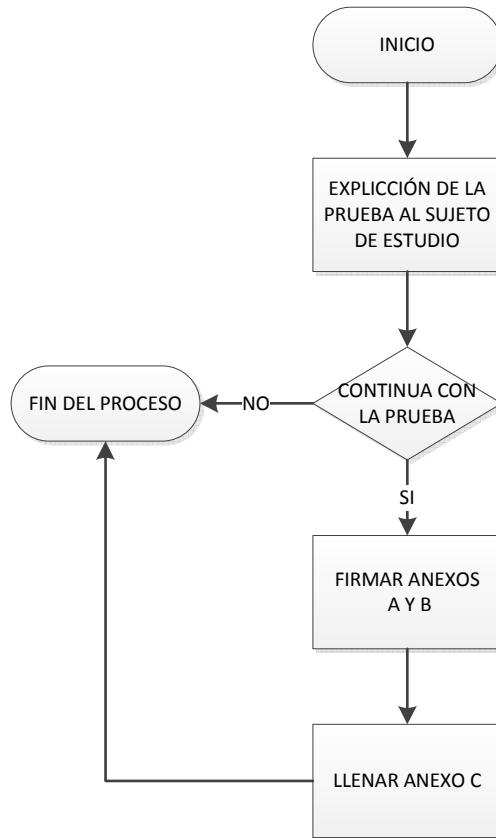 INICIO
EXPLICCIÓN DE LA
PRUEBA AL SUJETO
DE ESTUDIO
CONTINUA CON
LA PRUEBA
NO
FIN DEL PROCESO
SI
FIRMAR ANEXOS
A Y B
LLENAR ANEXO C